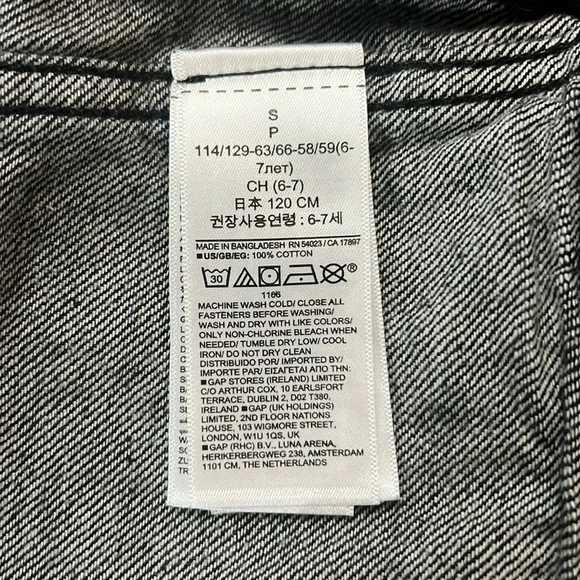 S
P
114/129-63/66-58/59(6-
7лет)
CH (6-7)
日本 120 CM
권장사용연령 : 6-7세
MADE IN BANGLADESH RN 54023 / CA 17897
■US/GB/EG: 100% COTTON
30
1166
MACHINE WASH COLD/ CLOSE ALL
FASTENERS BEFORE WASHING/
WASH AND DRY WITH LIKE COLORS/
ONLY NON-CHLORINE BLEACH WHEN
NEEDED/ TUMBLE DRY LOW/ COOL
IRON/ DO NOT DRY CLEAN
DISTRIBUIDO POR/ IMPORTED BY/
IMPORTE PAR/ ИЗГОТОВЛЕНО ДЛЯ:
■GAP STORES (IRELAND) LIMITED
C/O ARTHUR COX, 10 EARLSFORT
TERRACE, DUBLIN 2, D02 T380,
IRELAND ■GAP (UK HOLDINGS)
LIMITED, 2ND FLOOR NATIONS
HOUSE, 103 WIGMORE STREET,
LONDON, W1U 1QS, UK
■GAP (RHC) B.V., LUNA ARENA,
HERIKERBERGWEG 238, AMSTERDAM
1101 CM, THE NETHERLANDS